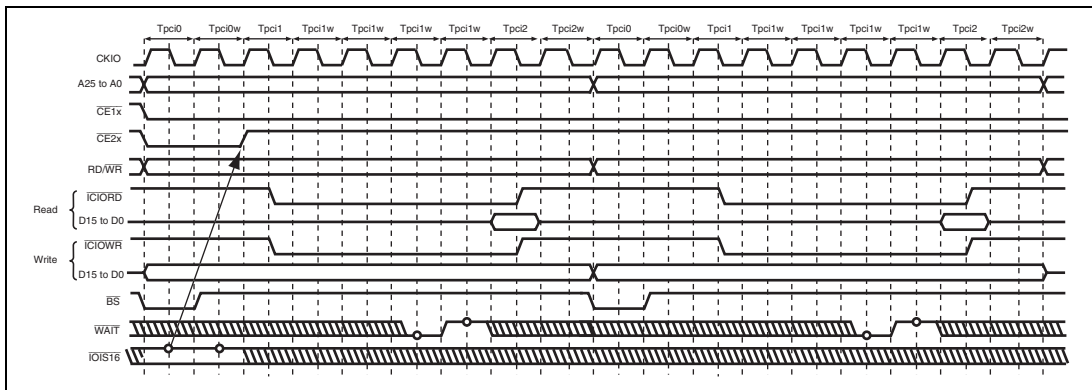 Tpci0 Tpci0w Tpci1 Tpci1w Tpci1w Tpci1w Tpci1w Tpci2 Tpci2w Tpci0 Tpci0w Tpci1 Tpci1w Tpci1w Tpci1w Tpci1w Tpci2 Tpci2w
CKIO
A25 to A0
CE1x
CE2x
RD/WR
ICIORD
Read
D15 to D0
ICIOWR
Write
D15 to D0
BS
WAIT
IOIS16